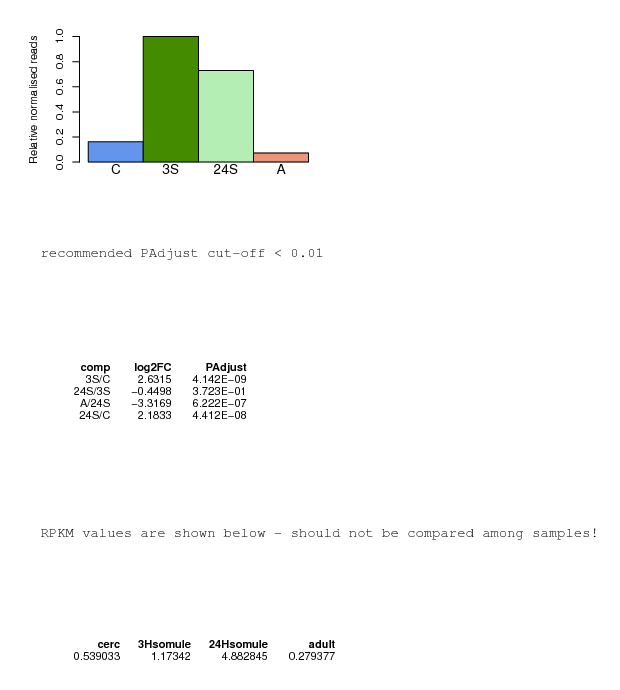 Relative normalised reads
1.0
0.8
0.6
0.4
0.2
0.0
C 3S 24S A
recommended PAdjust cut-off < 0.01
comp log2FC PAdjust
3S/C 2.6315 4.142E-09
24S/3S -0.4498 3.723E-01
A/24S -3.3169 6.222E-07
24S/C 2.1833 4.412E-08
RPKM values are shown below - should not be compared among samples!
cerc 3Hsomule 24Hsomule adult
0.539033 1.17342 4.882845 0.279377